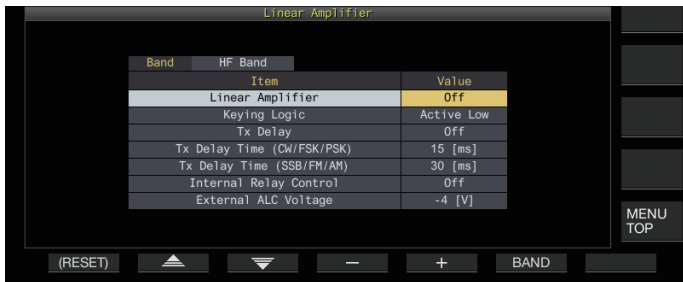 Linear Amplifier
Band HF Band
Item Value
Linear Amplifier Off
Keying Logic Active Low
Tx Delay Off
Tx Delay Time (CW/FSK/PSK) 15 [ms]
Tx Delay Time (SSB/FM/AM) 30 [ms]
Internal Relay Control Off
External ALC Voltage -4 [V]
MENU
TOP
(RESET) − + BAND